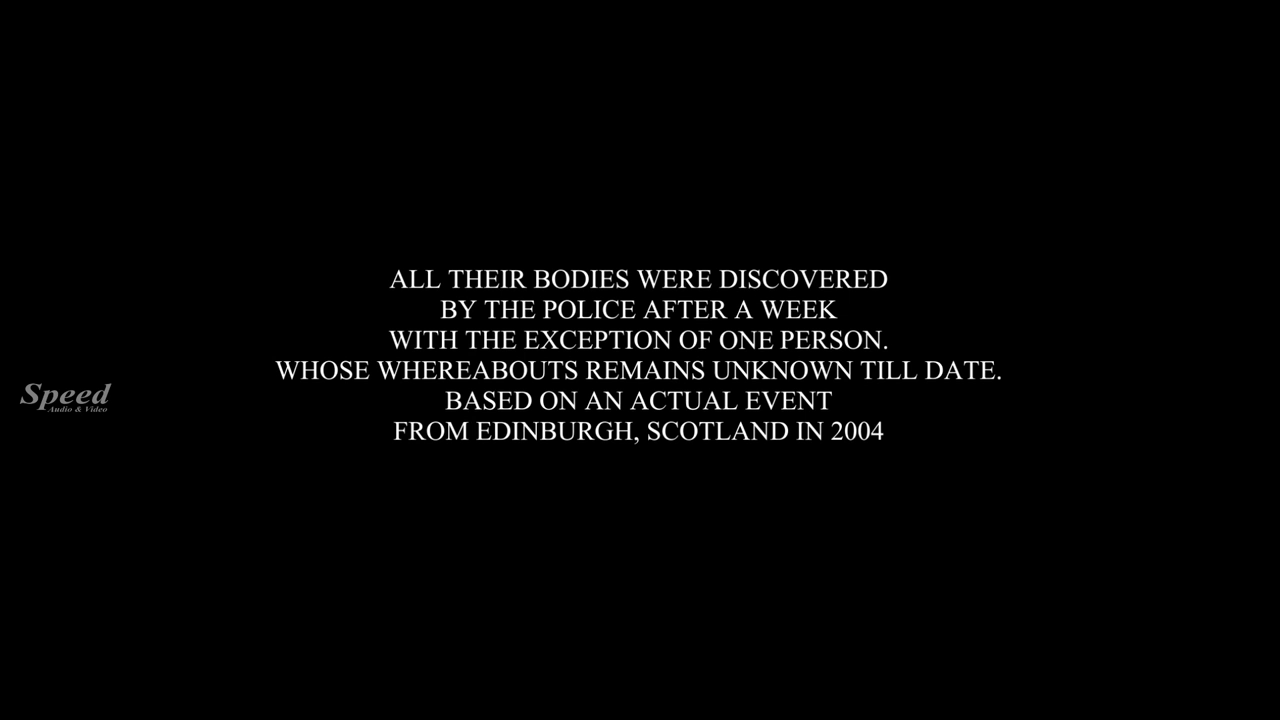 ALL THEIR BODIES WERE DISCOVERED
BY THE POLICE AFTER A WEEK
WITH THE EXCEPTION OF ONE PERSON.
WHOSE WHEREABOUTS REMAINS UNKNOWN TILL DATE.
BASED ON AN ACTUAL EVENT
FROM EDINBURGH, SCOTLAND IN 2004
Speed
Audio & Video